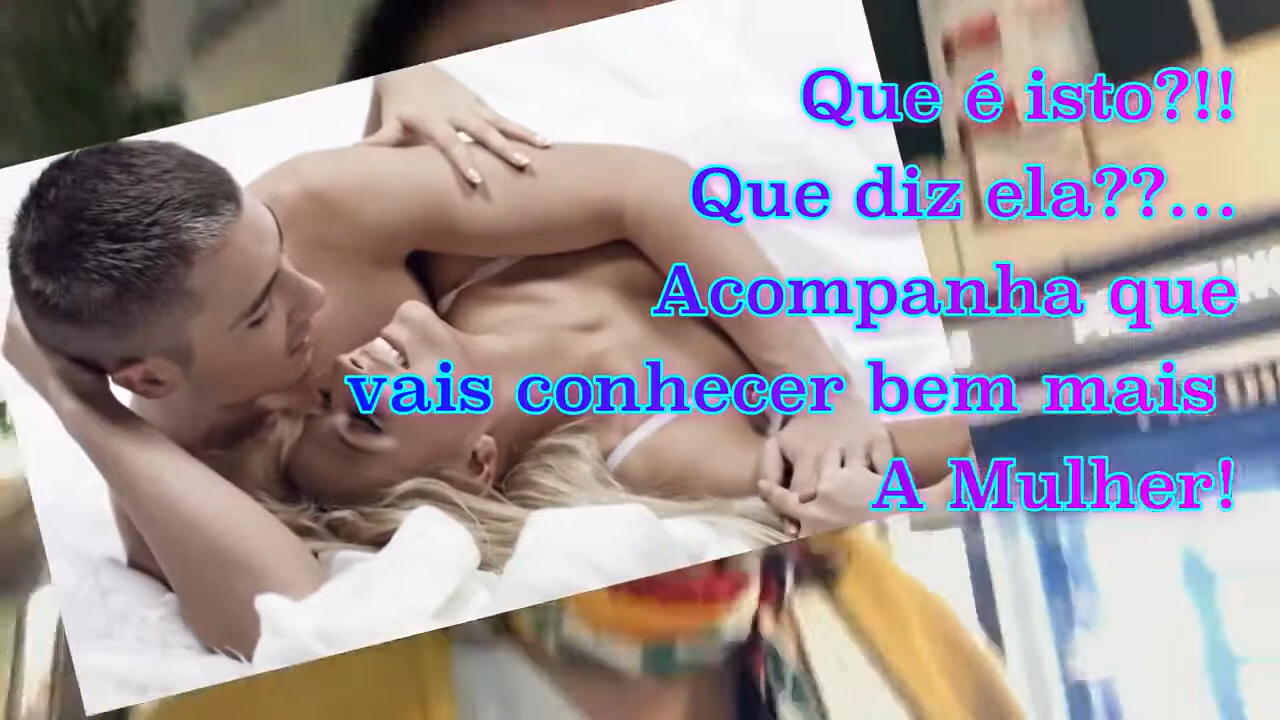 Que é isto?!!
Que diz ela??...
Acompanha que
vais conhecer bem mais
A Mulher!